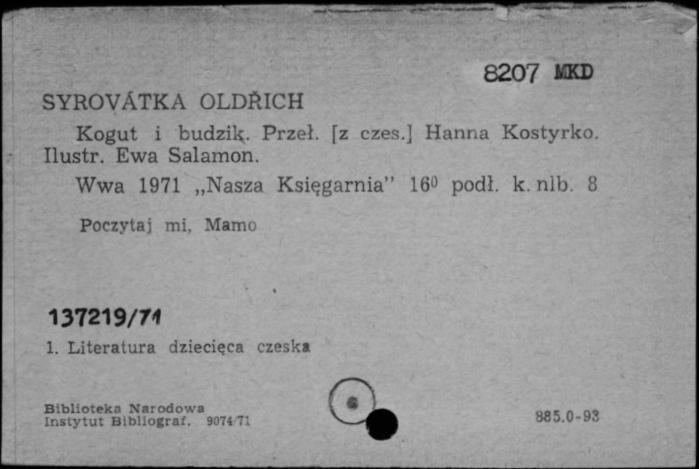 8207 MKD
SYROVÁTKA OLDŘICH
Kogut i budzik. Przeł. [z czes.] Hanna Kostyrko.
Ilustr. Ewa Salamon.
Wwa 1971 „Nasza Księgarnia” 16⁰ podł. k. nlb. 8
Poczytaj mi, Mamo
137219/71
1. Literatura dziecięca czeska
Biblioteka Narodowa
Instytut Bibliograf. 9074/71
885.0-93